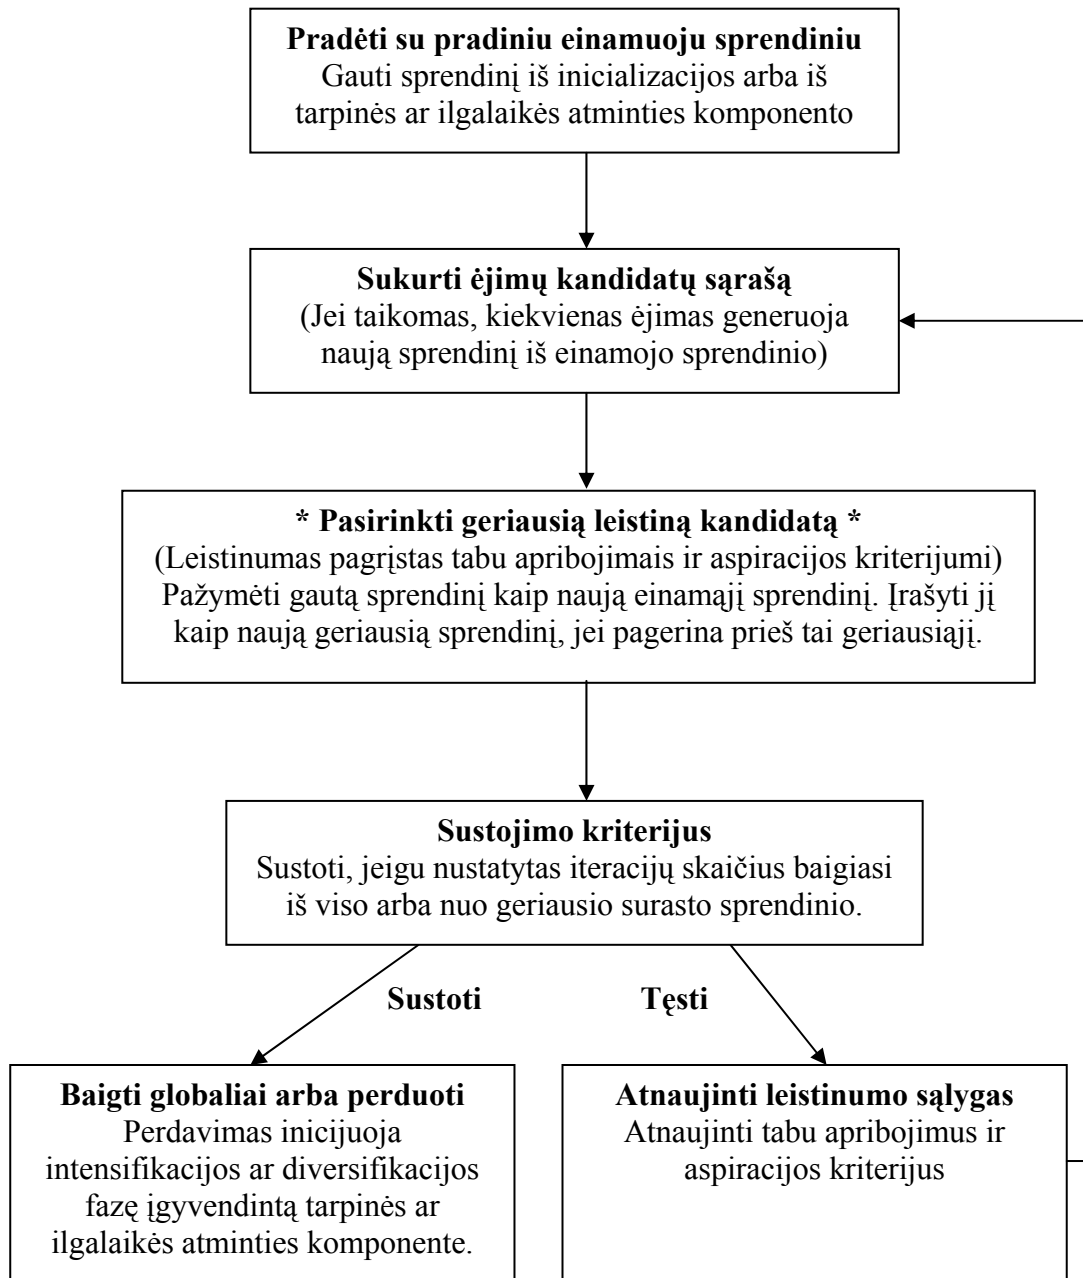 Pradėti su pradiniu einamuoju sprendiniu
Gauti sprendinį iš inicializacijos arba iš
tarpinės ar ilgalaikės atminties komponento
Sukurti ėjimų kandidatų sąrašą
(Jei taikomas, kiekvienas ėjimas generuoja
naują sprendinį iš einamojo sprendinio)
* Pasirinkti geriausią leistiną kandidatą *
(Leistinumas pagrįstas tabu apribojimais ir aspiracijos kriterijumi)
Pažymėti gautą sprendinį kaip naują einamąjį sprendinį. Įrašyti jį
kaip naują geriausią sprendinį, jei pagerina prieš tai geriausiąjį.
Sustojimo kriterijus
Sustoti, jeigu nustatytas iteracijų skaičius baigiasi
iš viso arba nuo geriausio surasto sprendinio.
Sustoti
Tęsti
Baigti globaliai arba perduoti
Perdavimas inicijuoja
intensifikacijos ar diversifikacijos
fazę įgyvendintą tarpinės ar
ilgalaikės atminties komponente.
Atnaujinti leistinumo sąlygas
Atnaujinti tabu apribojimus ir
aspiracijos kriterijus